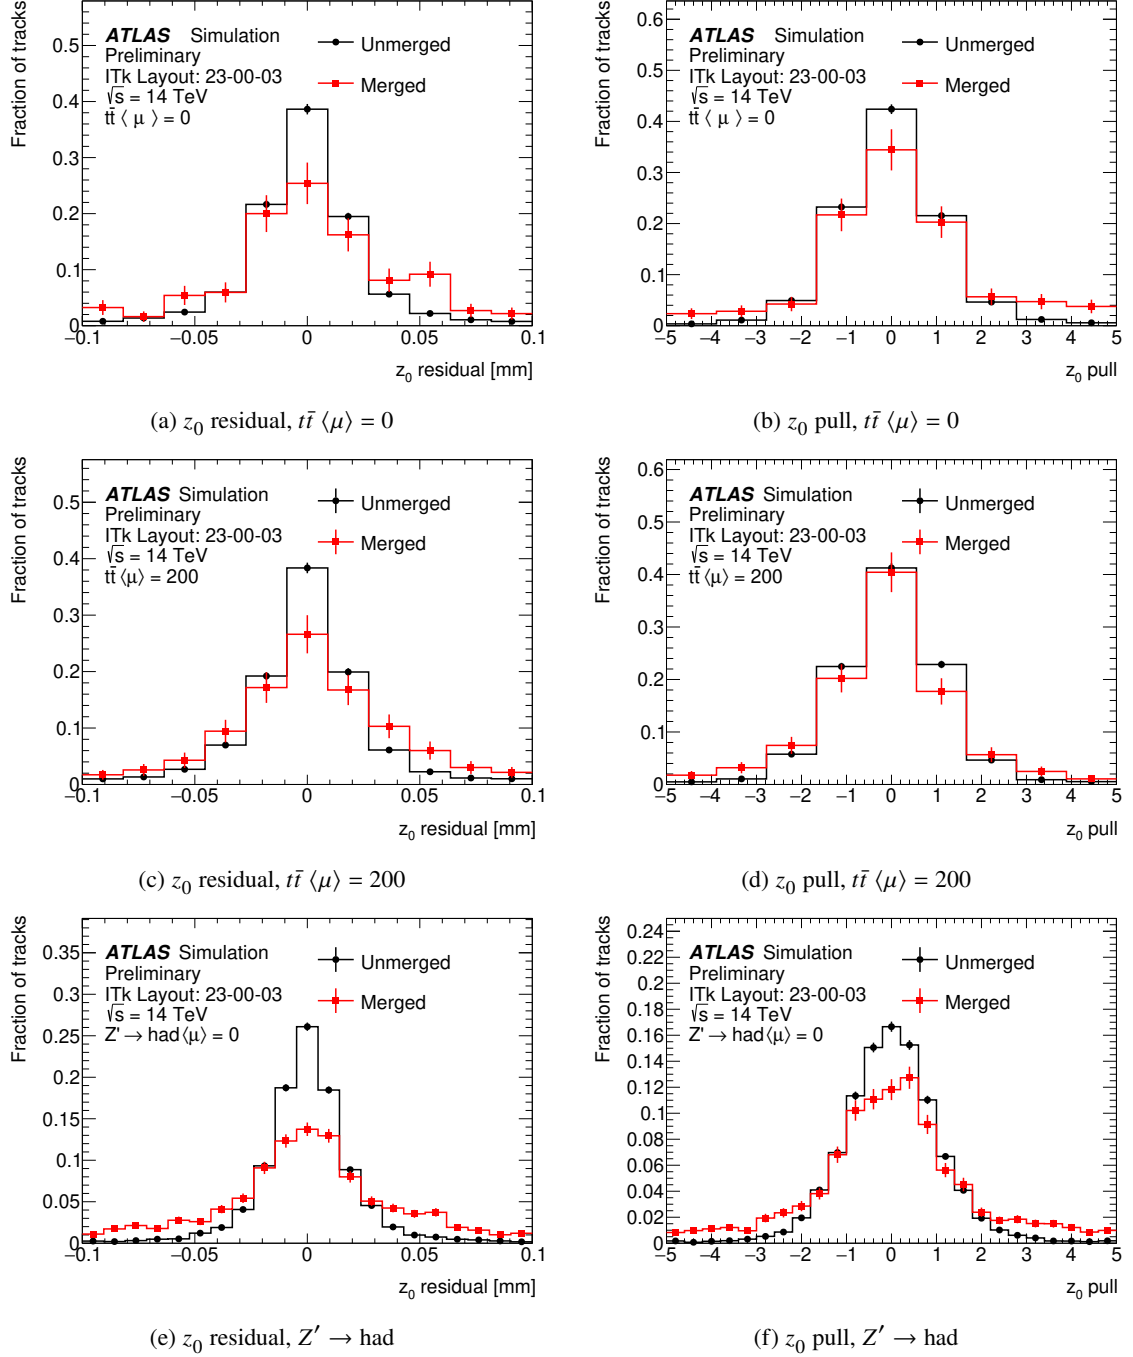 Fraction of tracks
0.5
0.4
0.3
0.2
0.1
0
ATLAS Simulation
Preliminary
ITk Layout: 23-00-03
√s = 14 TeV
tt̄ ⟨ μ ⟩ = 0
Unmerged
Merged
−0.1 −0.05 0 0.05 0.1
z₀ residual [mm]
(a) z₀ residual, tt̄ ⟨μ⟩ = 0
Fraction of tracks
0.6
0.5
0.4
0.3
0.2
0.1
0
ATLAS Simulation
Preliminary
ITk Layout: 23-00-03
√s = 14 TeV
tt̄ ⟨ μ ⟩ = 0
Unmerged
Merged
−5 −4 −3 −2 −1 0 1 2 3 4 5
z₀ pull
(b) z₀ pull, tt̄ ⟨μ⟩ = 0
Fraction of tracks
0.5
0.4
0.3
0.2
0.1
0
ATLAS Simulation
Preliminary
ITk Layout: 23-00-03
√s = 14 TeV
tt̄ ⟨μ⟩ = 200
Unmerged
Merged
−0.1 −0.05 0 0.05 0.1
z₀ residual [mm]
(c) z₀ residual, tt̄ ⟨μ⟩ = 200
Fraction of tracks
0.6
0.5
0.4
0.3
0.2
0.1
0
ATLAS Simulation
Preliminary
ITk Layout: 23-00-03
√s = 14 TeV
tt̄ ⟨μ⟩ = 200
Unmerged
Merged
−5 −4 −3 −2 −1 0 1 2 3 4 5
z₀ pull
(d) z₀ pull, tt̄ ⟨μ⟩ = 200
Fraction of tracks
0.35
0.3
0.25
0.2
0.15
0.1
0.05
0
ATLAS Simulation
Preliminary
ITk Layout: 23-00-03
√s = 14 TeV
Z' → had⟨μ⟩ = 0
Unmerged
Merged
−0.1 −0.05 0 0.05 0.1
z₀ residual [mm]
(e) z₀ residual, Z′ → had
Fraction of tracks
0.24
0.22
0.2
0.18
0.16
0.14
0.12
0.1
0.08
0.06
0.04
0.02
0
ATLAS Simulation
Preliminary
ITk Layout: 23-00-03
√s = 14 TeV
Z' → had⟨μ⟩ = 0
Unmerged
Merged
−5 −4 −3 −2 −1 0 1 2 3 4 5
z₀ pull
(f) z₀ pull, Z′ → had